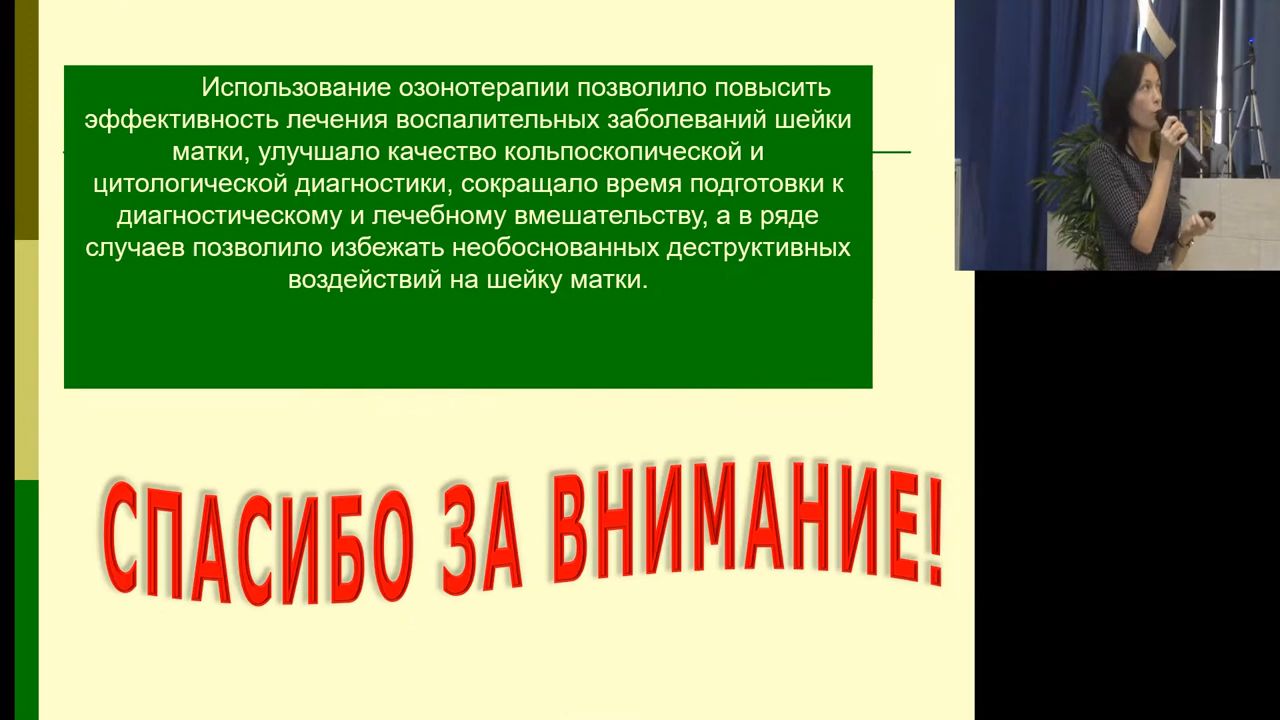 Использование озонотерапии позволило повысить
эффективность лечения воспалительных заболеваний шейки
матки, улучшало качество кольпоскопической и
цитологической диагностики, сокращало время подготовки к
диагностическому и лечебному вмешательству, а в ряде
случаев позволило избежать необоснованных деструктивных
воздействий на шейку матки.
СПАСИБО ЗА ВНИМАНИЕ!